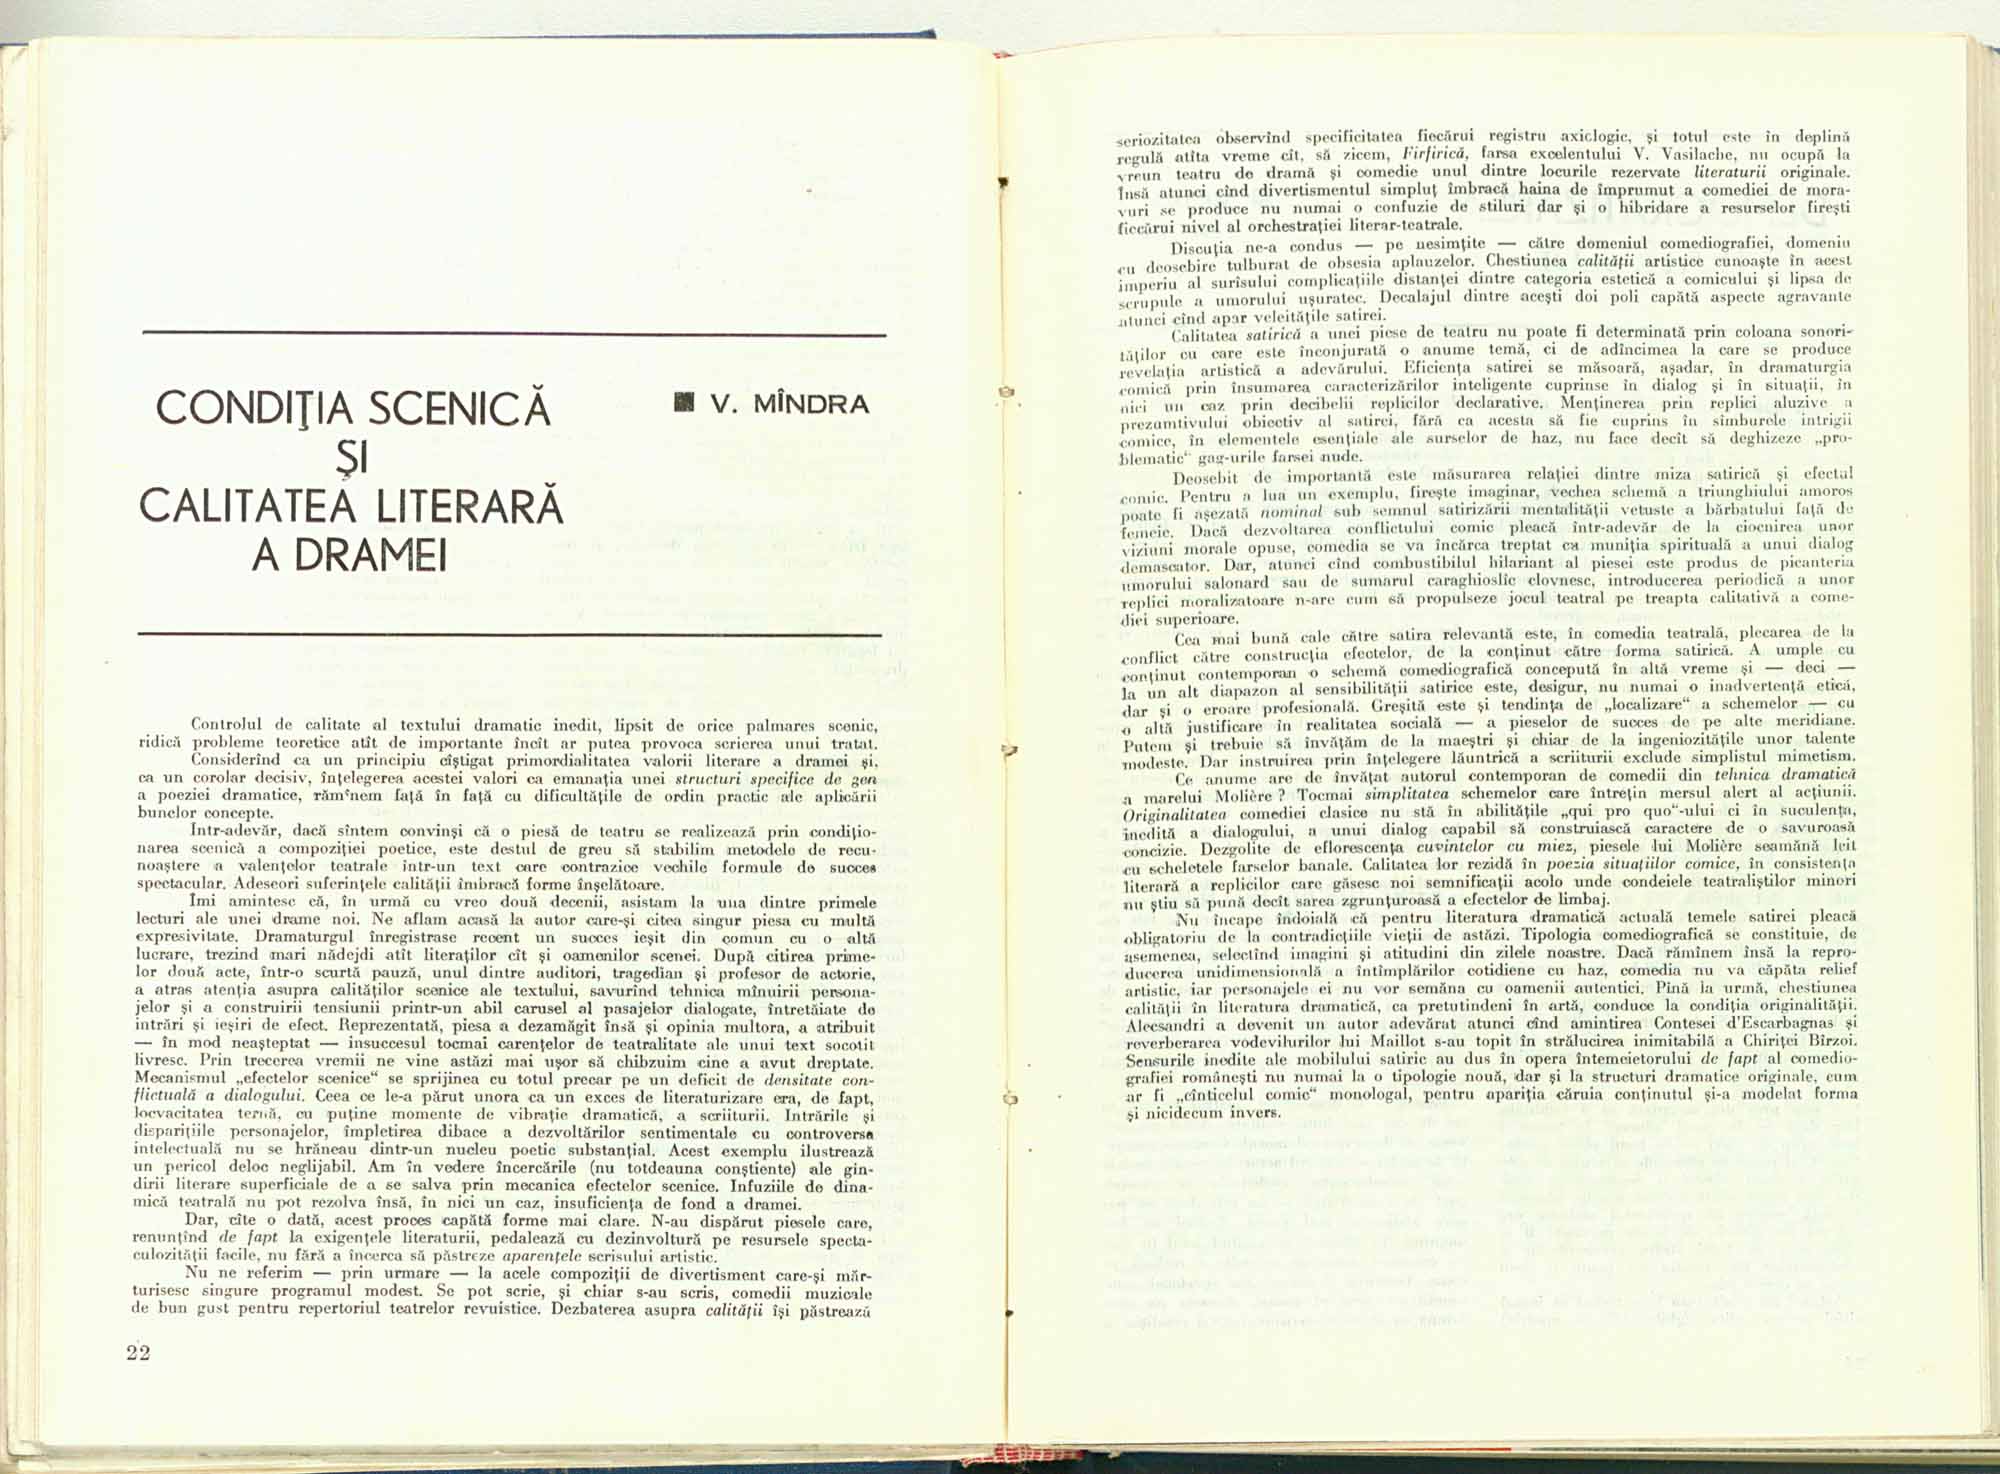 CONDIŢIA SCENICĂ
ŞI
CALITATEA LITERARĂ
A DRAMEI
■ V. MÎNDRA
Controlul de calitate al textului dramatic inedit, lipsit de orice palmares scenic,
ridică probleme teoretice atît de importante încît ar putea provoca scrierea unui tratat.
Considerînd ca un principiu cîştigat primordialitatea valorii literare a dramei şi,
ca un corolar decisiv, înţelegerea acestei valori ca emanaţia unei structuri specifice de gen
a poeziei dramatice, rămînem faţă în faţă cu dificultăţile de ordin practic ale aplicării
bunelor concepte.
Intr-adevăr, dacă sîntem convinşi că o piesă de teatru se realizează prin condiţio-
narea scenică a compoziţiei poetice, este destul de greu să stabilim metodele de recu-
noaştere a valenţelor teatrale intr-un text care contrazice vechile formule de succes
spectacular. Adeseori suferinţele calităţii îmbracă forme înşelătoare.
Îmi amintesc că, în urmă cu vreo două decenii, asistam la una dintre primele
lecturi ale unei drame noi. Ne aflam acasă la autor care-şi citea singur piesa cu multă
expresivitate. Dramaturgul înregistrase recent un succes ieşit din comun cu o altă
lucrare, trezind mari nădejdi atît literaţilor cît şi oamenilor scenei. După citirea prime-
lor două acte, într-o scurtă pauză, unul dintre auditori, tragedian şi profesor de actorie,
a atras atenţia asupra calităţilor scenice ale textului, savurînd tehnica mînuirii persona-
jelor şi a construirii tensiunii printr-un abil carusel al pasajelor dialogate, întretăiate de
intrări şi ieşiri de efect. Reprezentată, piesa a dezamăgit însă şi opinia multora, a atribuit
— în mod neaşteptat — insuccesul tocmai carenţelor de teatralitate ale unui text socotit
livresc. Prin trecerea vremii ne vine astăzi mai uşor să chibzuim cine a avut dreptate.
Mecanismul „efectelor scenice“ se sprijinea cu totul precar pe un deficit de densitate con-
flictuală a dialogului. Ceea ce le-a părut unora ca un exces de literaturizare era, de fapt,
locvacitatea ternă, cu puţine momente de vibraţie dramatică, a scriiturii. Intrările şi
dispariţiile personajelor, împletirea dibace a dezvoltărilor sentimentale cu controversa
intelectuală nu se hrăneau dintr-un nucleu poetic substanţial. Acest exemplu ilustrează
un pericol deloc neglijabil. Am în vedere încercările (nu totdeauna conştiente) ale gîn-
dirii literare superficiale de a se salva prin mecanica efectelor scenice. Infuziile de dina-
mică teatrală nu pot rezolva însă, în nici un caz, insuficienţa de fond a dramei.
Dar, cîte o dată, acest proces capătă forme mai clare. N-au dispărut piesele care,
renunţînd de fapt la exigenţele literaturii, pedalează cu dezinvoltură pe resursele specta-
culozităţii facile, nu fără a încerca să păstreze aparenţele scrisului artistic.
Nu ne referim — prin urmare — la acele compoziţii de divertisment care-şi măr-
turisesc singure programul modest. Se pot scrie, şi chiar s-au scris, comedii muzicale
de bun gust pentru repertoriul teatrelor revuistice. Dezbaterea asupra calităţii îşi păstrează
22
seriozitatea observînd specificitatea fiecărui registru axiologic, şi totul este în deplină
regulă atîta vreme cît, să zicem, Firfirică, farsa excelentului V. Vasilache, nu ocupă la
vreun teatru de dramă şi comedie unul dintre locurile rezervate literaturii originale.
Însă atunci cînd divertismentul simpluţ îmbracă haina de împrumut a comediei de mora-
vuri se produce nu numai o confuzie de stiluri dar şi o hibridare a resurselor fireşti
fiecărui nivel al orchestraţiei literar-teatrale.
Discuţia ne-a condus — pe nesimţite — către domeniul comediografiei, domeniu
cu deosebire tulburat de obsesia aplauzelor. Chestiunea calităţii artistice cunoaşte în acest
imperiu al surîsului complicaţiile distanţei dintre categoria estetică a comicului şi lipsa de
scrupule a umorului uşuratec. Decalajul dintre aceşti doi poli capătă aspecte agravante
atunci cînd apar veleităţile satirei.
Calitatea satirică a unei piese de teatru nu poate fi determinată prin coloana sonori-
tăţilor cu care este înconjurată o anume temă, ci de adîncimea la care se produce
revelaţia artistică a adevărului. Eficienţa satirei se măsoară, aşadar, în dramaturgia
comică prin însumarea caracterizărilor inteligente cuprinse în dialog şi în situaţii, în
nici un caz prin decibelii replicilor declarative. Menţinerea prin replici aluzive a
prezumtivului obiectiv al satirei, fără ca acesta să fie cuprins în simburele intrigii
comice, în elementele esenţiale ale surselor de haz, nu face decît să deghizeze „pro-
blematic“ gag-urile farsei nude.
Deosebit de importantă este măsurarea relaţiei dintre miza satirică şi efectul
comic. Pentru a lua un exemplu, fireşte imaginar, vechea schemă a triunghiului amoros
poate fi aşezată nominal sub semnul satirizării mentalităţii vetuste a bărbatului faţă de
femeie. Dacă dezvoltarea conflictului comic pleacă într-adevăr de la ciocnirea unor
viziuni morale opuse, comedia se va încărca treptat cu muniţia spirituală a unui dialog
demascator. Dar, atunci cînd combustibilul hilariant al piesei este produs de picanteria
umorului salonard sau de sumarul caraghioslîc clovnesc, introducerea periodică a unor
replici moralizatoare n-are cum să propulseze jocul teatral pe treapta calitativă a come-
diei superioare.
Cea mai bună cale către satira relevantă este, în comedia teatrală, plecarea de la
conflict către construcţia efectelor, de la conţinut către forma satirică. A umple cu
conţinut contemporan o schemă comediografică concepută în altă vreme şi — deci —
la un alt diapazon al sensibilităţii satirice este, desigur, nu numai o inadvertenţă etică,
dar şi o eroare profesională. Greşită este şi tendinţa de „localizare“ a schemelor — cu
o altă justificare în realitatea socială — a pieselor de succes de pe alte meridiane.
Putem şi trebuie să învăţăm de la maeştri şi chiar de la ingeniozităţile unor talente
modeste. Dar instruirea prin înţelegere lăuntrică a scriiturii exclude simplistul mimetism.
Ce anume are de învăţat autorul contemporan de comedii din tehnica dramatică
a marelui Molière ? Tocmai simplitatea schemelor care întreţin mersul alert al acţiunii.
Originalitatea comediei clasice nu stă în abilităţile „qui pro quo“-ului ci în suculenţa,
inedită a dialogului, a unui dialog capabil să construiască caractere de o savuroasă
concizie. Dezgolite de eflorescenţa cuvintelor cu miez, piesele lui Molière seamănă leit
cu scheletele farselor banale. Calitatea lor rezidă în poezia situaţiilor comice, în consistenţa
literară a replicilor care găsesc noi semnificaţii acolo unde condeiele teatraliştilor minori
nu ştiu să pună decît sarea zgrunţuroasă a efectelor de limbaj.
Nu încape îndoială că pentru literatura dramatică actuală temele satirei pleacă
obligatoriu de la contradicţiile vieţii de astăzi. Tipologia comediografică se constituie, de
asemenea, selectînd imagini şi atitudini din zilele noastre. Dacă rămînem însă la repro-
ducerea unidimensională a întîmplărilor cotidiene cu haz, comedia nu va căpăta relief
artistic, iar personajele ei nu vor semăna cu oamenii autentici. Pînă la urmă, chestiunea
calităţii în literatura dramatică, ca pretutindeni în artă, conduce la condiţia originalităţii.
Alecsandri a devenit un autor adevărat atunci cînd amintirea Contesei d'Escarbagnas şi
reverberarea vodevilurilor lui Maillot s-au topit în strălucirea inimitabilă a Chiriţei Bîrzoi.
Sensurile inedite ale mobilului satiric au dus în opera întemeietorului de fapt al comedio-
grafiei româneşti nu numai la o tipologie nouă, dar şi la structuri dramatice originale, cum
ar fi „cînticelul comic“ monologal, pentru apariţia căruia conţinutul şi-a modelat forma
şi nicidecum invers.